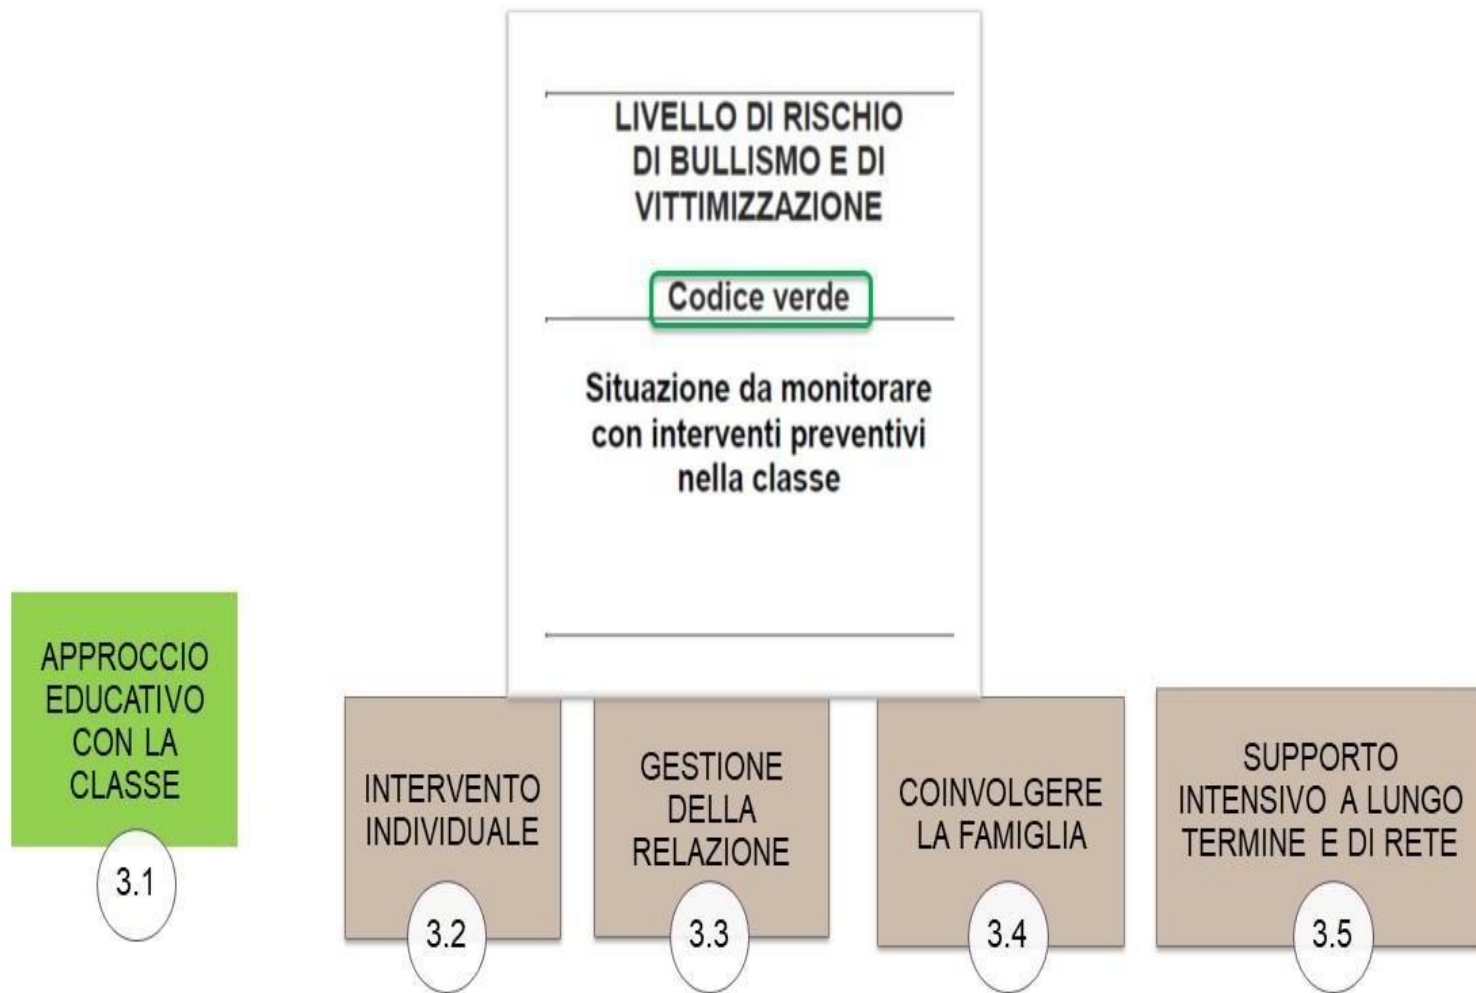 LIVELLO DI RISCHIO
DI BULLISMO E DI
VITTIMIZZAZIONE
Codice verde
Situazione da monitorare
con interventi preventivi
nella classe
APPROCCIO
EDUCATIVO
CON LA
CLASSE
3.1
INTERVENTO
INDIVIDUALE
3.2
GESTIONE
DELLA
RELAZIONE
3.3
COINVOLGERE
LA FAMIGLIA
3.4
SUPPORTO
INTENSIVO A LUNGO
TERMINE E DI RETE
3.5